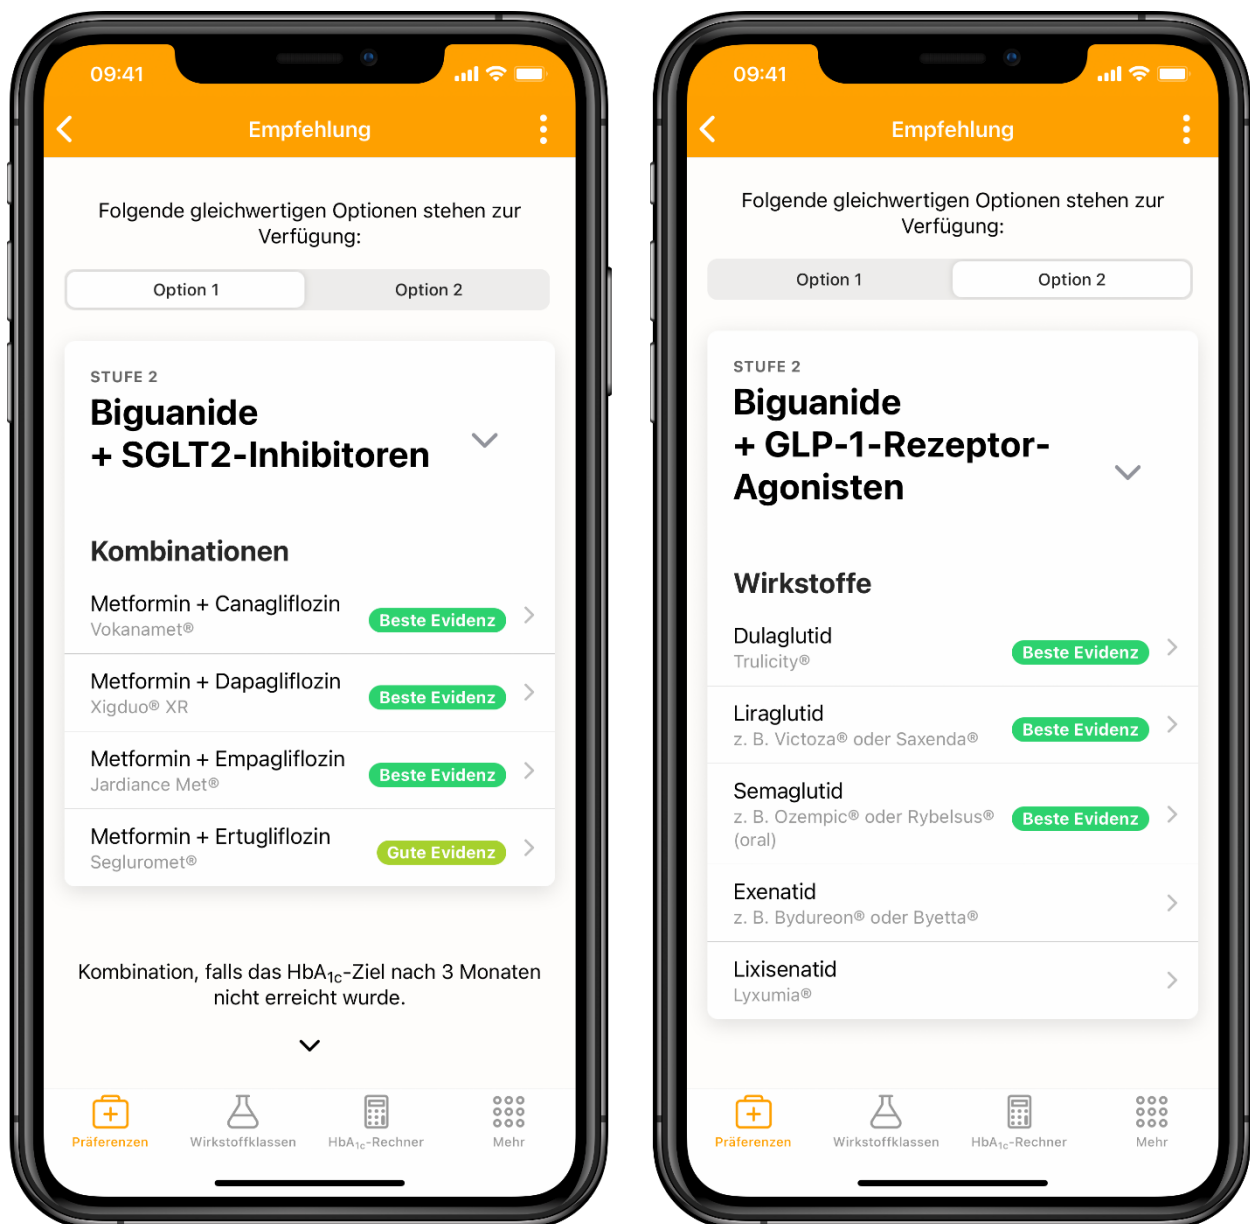 09:41
Empfehlung
Folgende gleichwertigen Optionen stehen zur
Verfügung:
Option 1
Option 2
STUFE 2
Biguanide
+ SGLT2-Inhibitoren
Kombinationen
Metformin + Canagliflozin
Vokanamet®
Beste Evidenz
Metformin + Dapagliflozin
Xigduo® XR
Beste Evidenz
Metformin + Empagliflozin
Jardiance Met®
Beste Evidenz
Metformin + Ertugliflozin
Segluromet®
Gute Evidenz
Kombination, falls das HbA1c-Ziel nach 3 Monaten
nicht erreicht wurde.
Präferenzen
Wirkstoffklassen
HbA1c-Rechner
Mehr
09:41
Empfehlung
Folgende gleichwertigen Optionen stehen zur
Verfügung:
Option 1
Option 2
STUFE 2
Biguanide
+ GLP-1-Rezeptor-
Agonisten
Wirkstoffe
Dulaglutid
Trulicity®
Beste Evidenz
Liraglutid
z. B. Victoza® oder Saxenda®
Beste Evidenz
Semaglutid
z. B. Ozempic® oder Rybelsus®
(oral)
Beste Evidenz
Exenatid
z. B. Bydureon® oder Byetta®
Lixisenatid
Lyxumia®
Präferenzen
Wirkstoffklassen
HbA1c-Rechner
Mehr